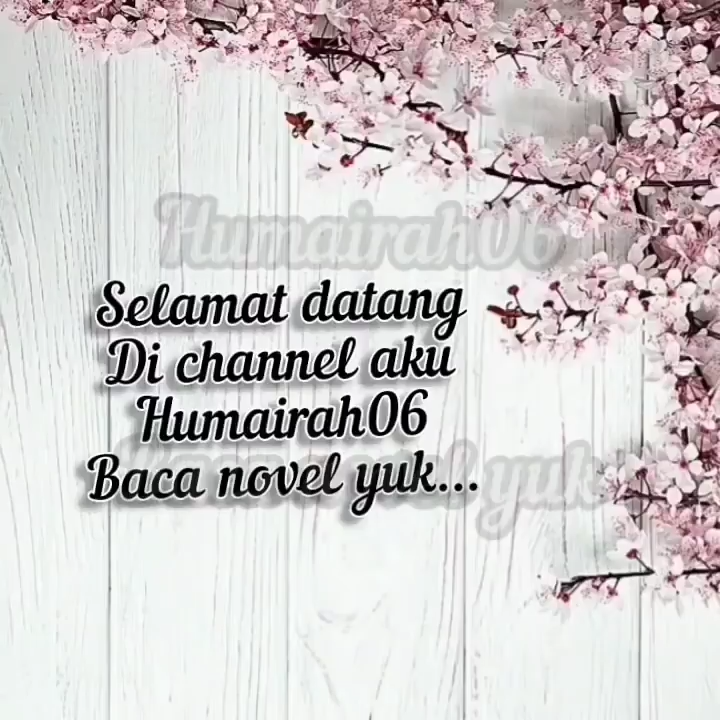 Humairah06
Selamat datang
Di channel aku
Humairah06
Baca novel yuk...